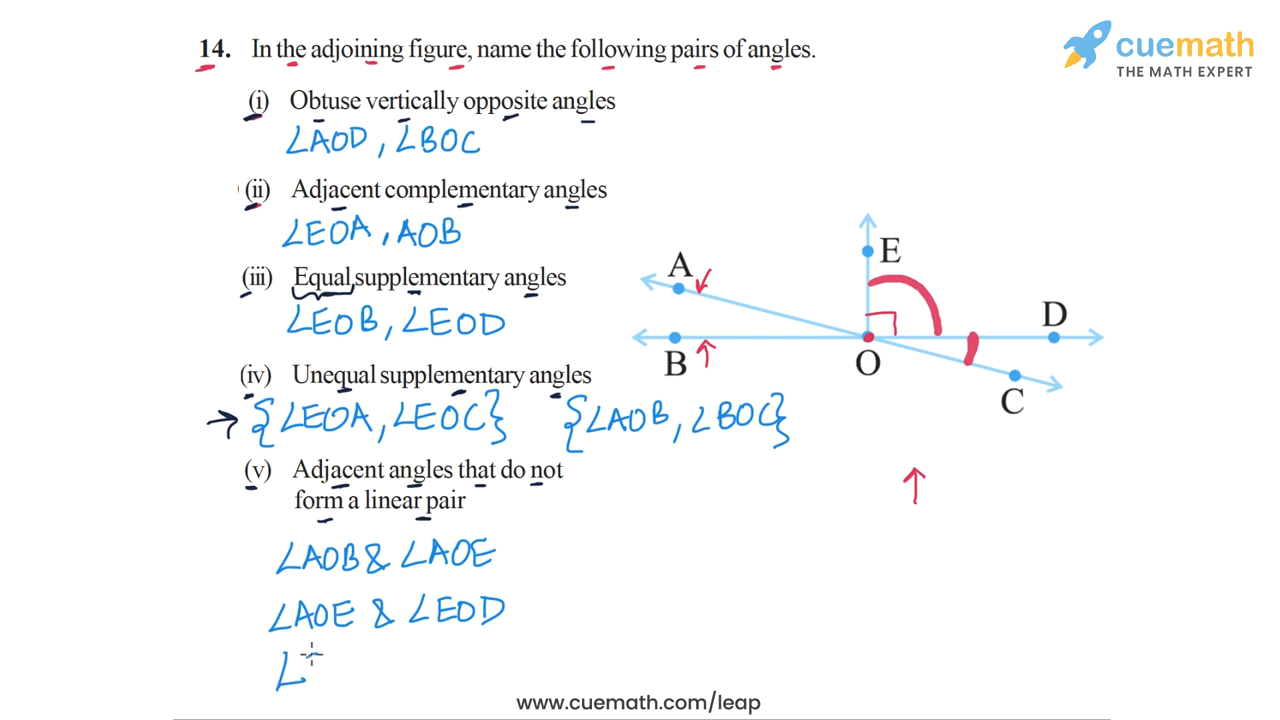 14. In the adjoining figure, name the following pairs of angles.
cuemath
THE MATH EXPERT
(i) Obtuse vertically opposite angles
∠AOD, ∠BOC
(ii) Adjacent complementary angles
∠EOA, AOB
(iii) Equal supplementary angles
∠EOB, ∠EOD
(iv) Unequal supplementary angles
→ {∠EOA, ∠EOC} {∠AOB, ∠BOC}
(v) Adjacent angles that do not
form a linear pair
∠AOB & ∠AOE
∠AOE & ∠EOD
∠
E
A
D
B
O
C
www.cuemath.com/leap